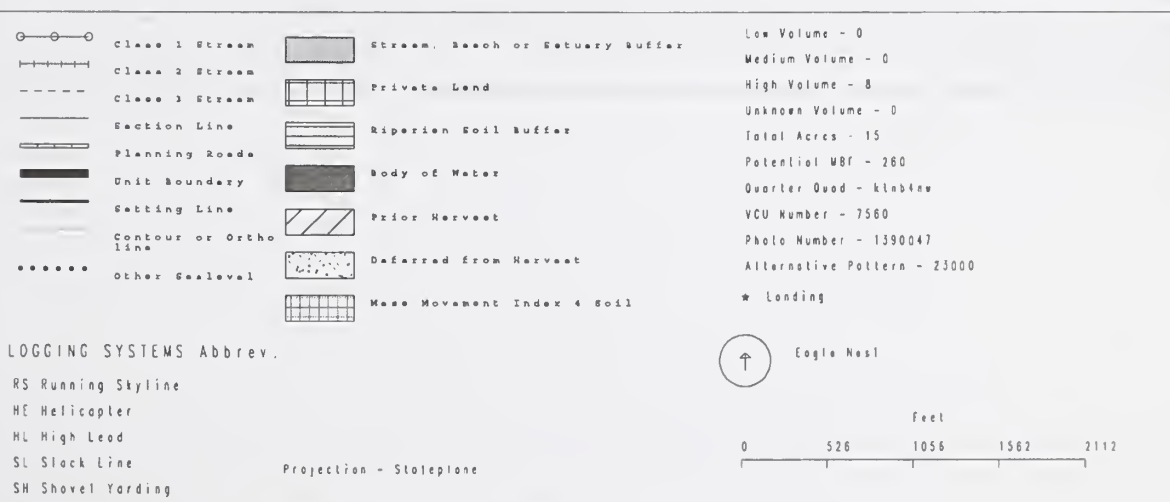 Class 1 Stream
Class 2 Stream
Class 3 Stream
Section Line
Planning Roads
Unit Boundary
Setting Line
Contour or Ortho
line
Other Sealevel
Stream, Beach or Estuary Buffer
Private Land
Riparian Soil Buffer
Body of Water
Prior Harvest
Deferred from Harvest
Mass Movement Index 4 Soil
Low Volume - 0
Medium Volume - 0
High Volume - 8
Unknown Volume - 0
Total Acres - 15
Potential MBF - 260
Quarter Quad - ktnb4nw
VCU Number - 7560
Photo Number - 1390047
Alternative Pattern - 23000
★ Landing
Eagle Nest
LOGGING SYSTEMS Abbrev.
RS Running Skyline
HE Helicopter
HL High Lead
SL Slack Line
SH Shovel Yarding
Projection - Stateplane
Feet
0 526 1056 1562 2112